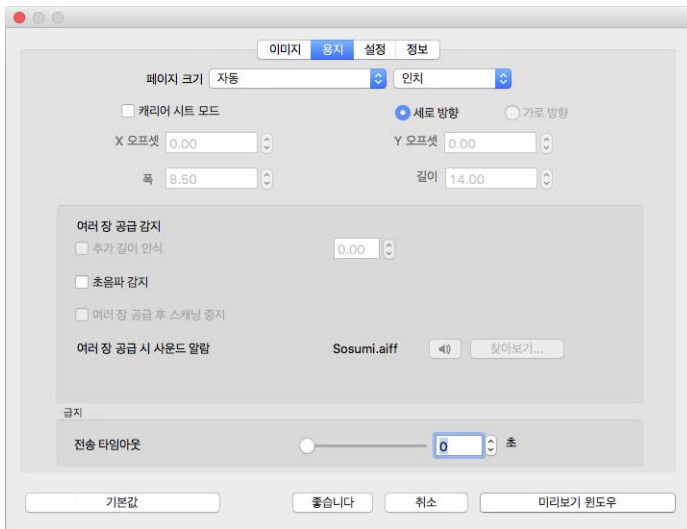 이미지 용지 설정 정보
페이지 크기 자동 인치
캐리어 시트 모드 세로 방향 가로 방향
X 오프셋 0.00 Y 오프셋 0.00
폭 8.50 길이 14.00
여러 장 공급 감지
추가 길이 인식 0.00
초음파 감지
여러 장 공급 후 스캐닝 중지
여러 장 공급 시 사운드 알람 Sosumi.aiff 찾아보기...
급지
전송 타임아웃 0 초
기본값 좋습니다 취소 미리보기 윈도우